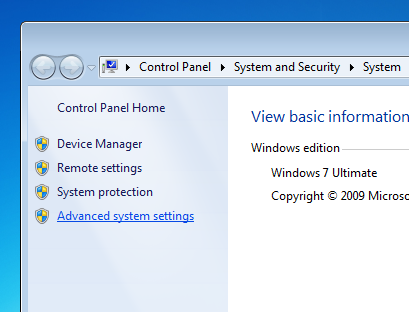 Control Panel System and Security System
Control Panel Home
Device Manager
Remote settings
System protection
Advanced system settings
View basic information
Windows edition
Windows 7 Ultimate
Copyright © 2009 Microso